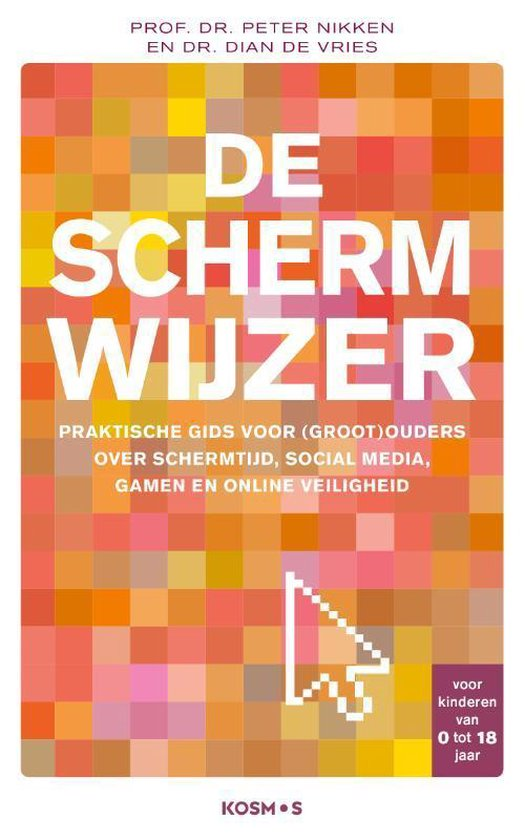 PROF. DR. PETER NIKKEN
EN DR. DIAN DE VRIES
DE
SCHERM
WIJZER
PRAKTISCHE GIDS VOOR (GROOT)OUDERS
OVER SCHERMTIJD, SOCIAL MEDIA,
GAMEN EN ONLINE VEILIGHEID
voor
kinderen
van
0 tot 18
jaar
KOSM•S